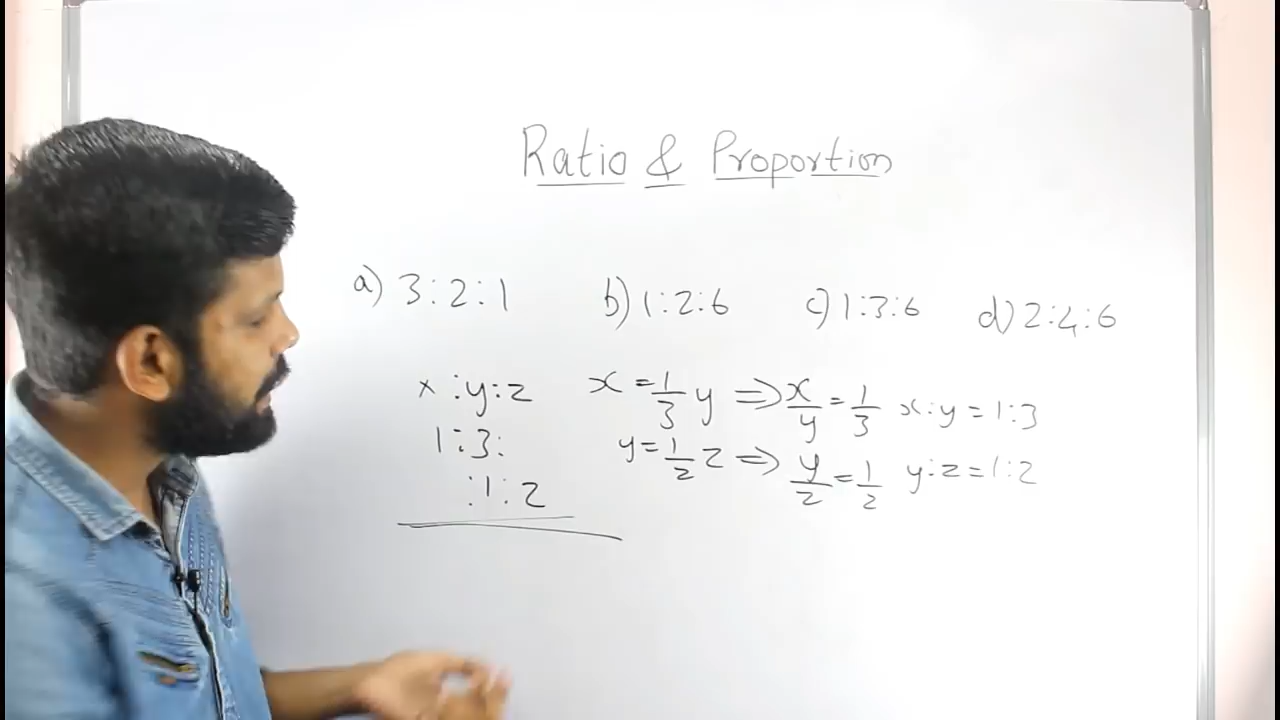 Ratio & Proportion
a) 3:2:1 b) 1:2:6 c) 1:3:6 d) 2:4:6
x:y:z x = 1/3 y ⇒ x/y = 1/3 x:y = 1:3
1:3: y = 1/2 z ⇒ y/z = 1/2 y:z = 1:2
:1:2